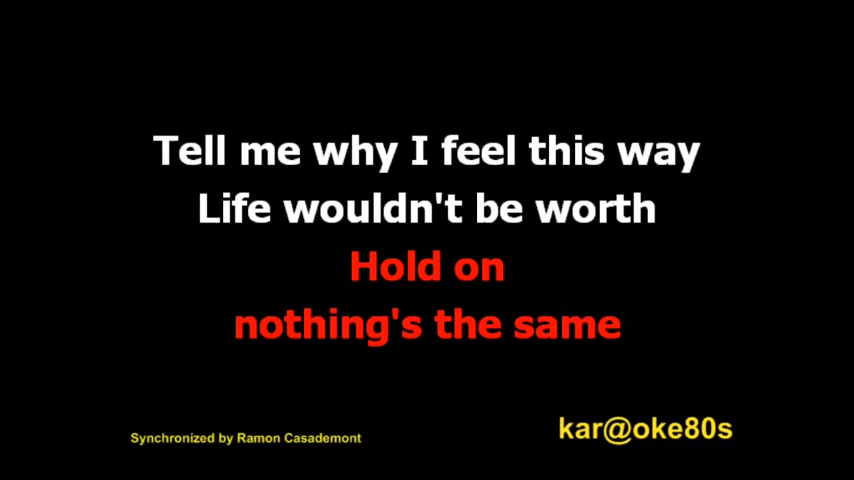 Tell me why I feel this way
Life wouldn't be worth
Hold on
nothing's the same
Synchronized by Ramon Casademont
kar@oke80s